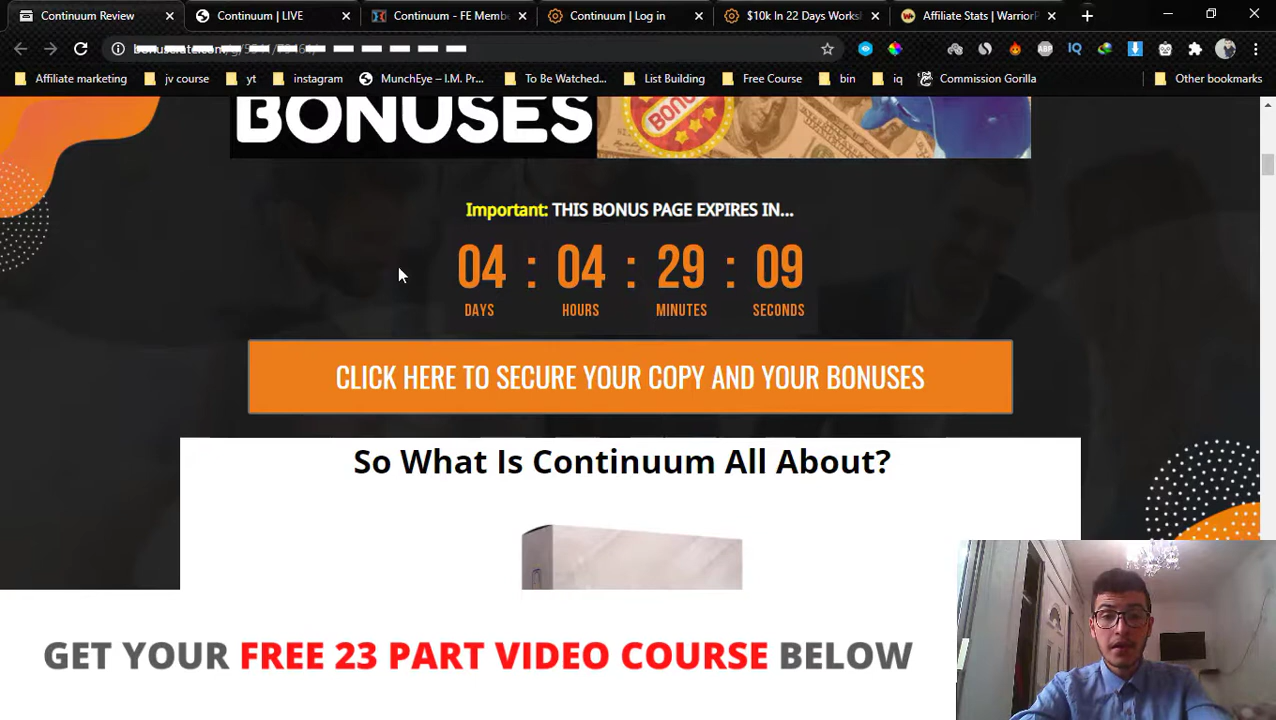 Continuum Review
Continuum | LIVE
Continuum - FE Memb
Continuum | Log in
$10k In 22 Days Works
Affiliate Stats | WarriorP
Affiliate marketing
jv course
yt
instagram
MunchEye – I.M. Pr...
To Be Watched...
List Building
Free Course
bin
iq
Commission Gorilla
Other bookmarks
BONUSES
BONUS
Important: THIS BONUS PAGE EXPIRES IN...
04 : 04 : 29 : 09
DAYS HOURS MINUTES SECONDS
CLICK HERE TO SECURE YOUR COPY AND YOUR BONUSES
So What Is Continuum All About?
GET YOUR FREE 23 PART VIDEO COURSE BELOW